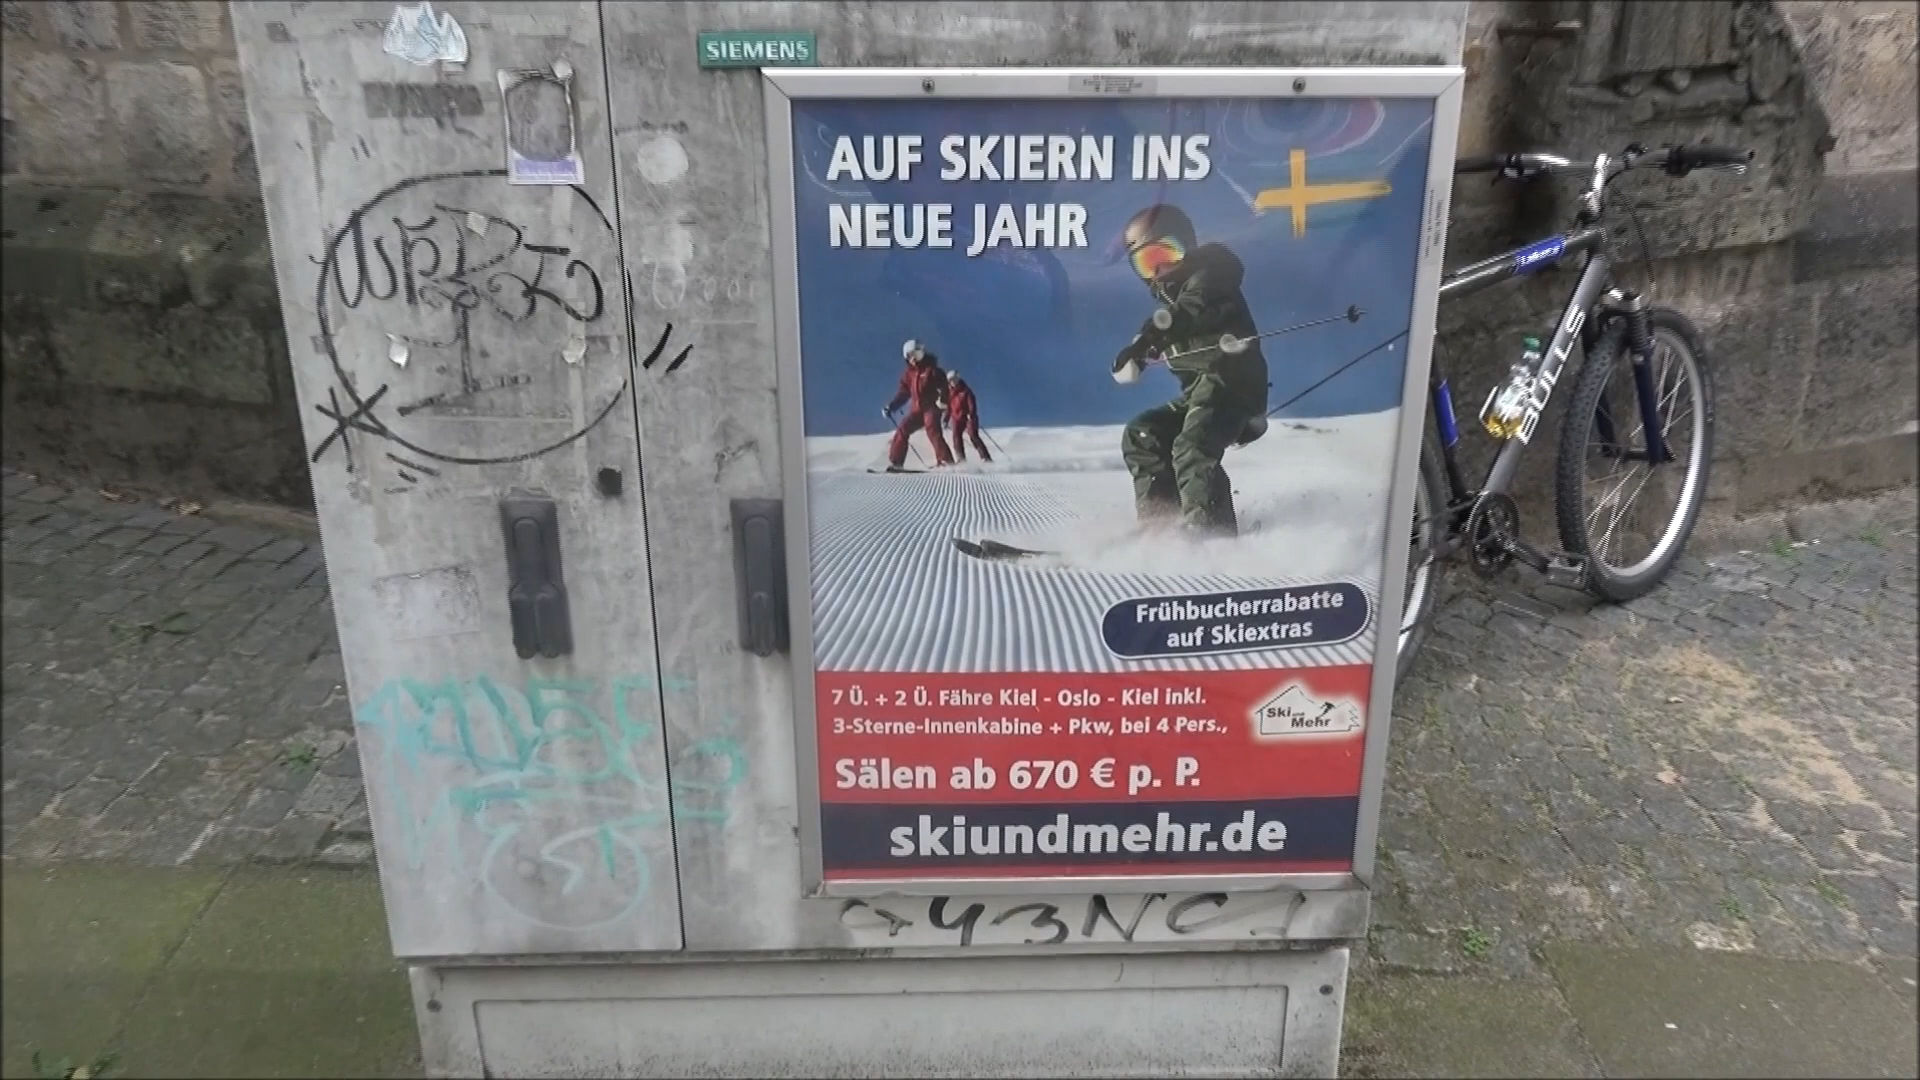 SIEMENS
AUF SKIERN INS
NEUE JAHR
Frühbucherrabatte
auf Skiextras
7 Ü. + 2 Ü. Fähre Kiel - Oslo - Kiel inkl.
3-Sterne-Innenkabine + Pkw, bei 4 Pers.,
Ski und
Mehr
Sälen ab 670 € p. P.
skiundmehr.de
BULLS